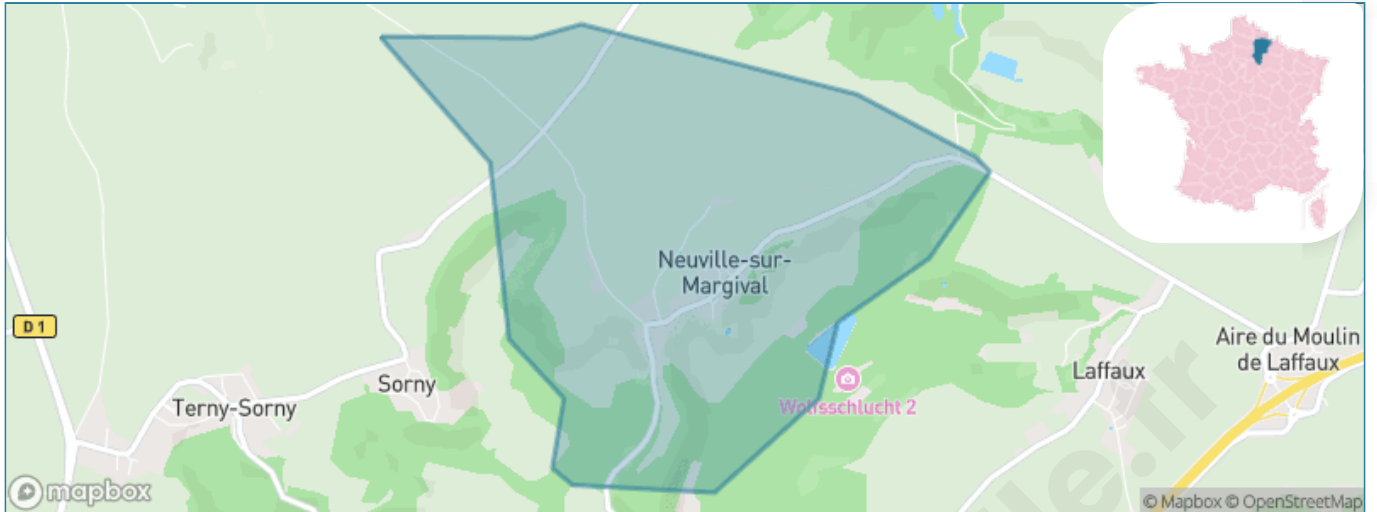 Neuville-sur-
Margival
D 1
Aire du Moulin
de Laffaux
Laffaux
Sorny
Terny-Sorny
Wolfsschlucht 2
mapbox
© Mapbox © OpenStreetMap